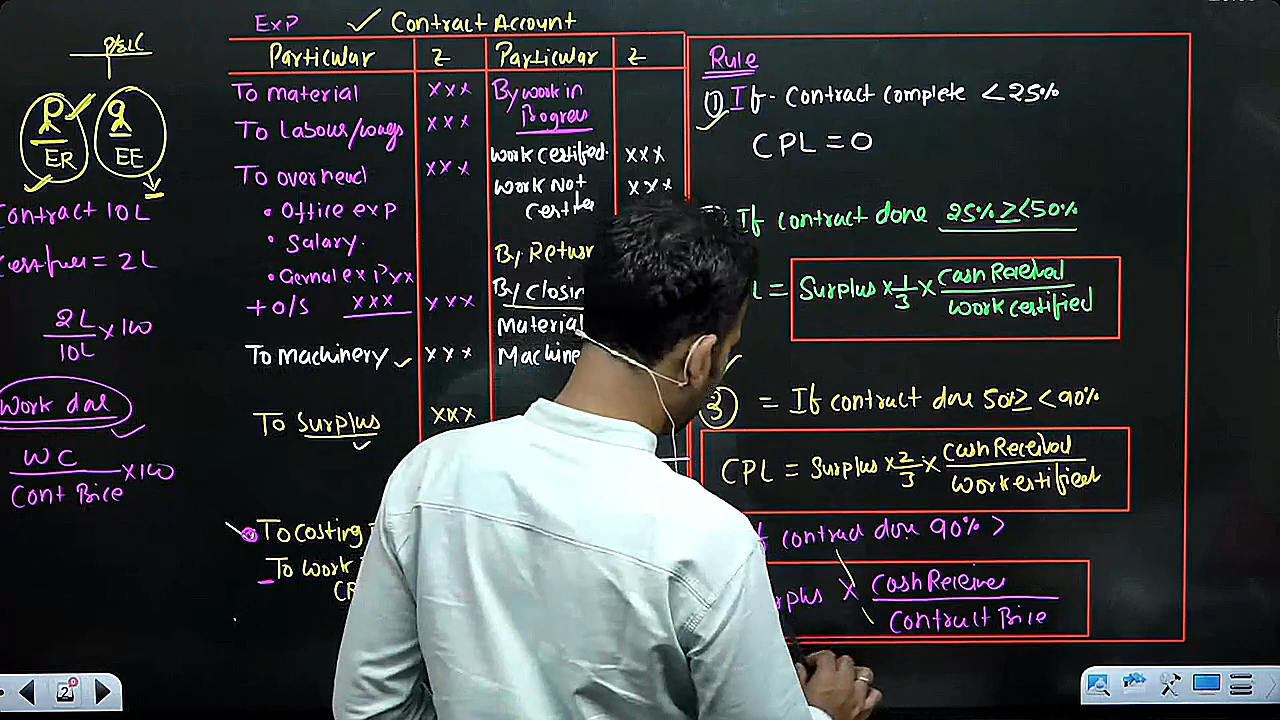 P&LC
P
ER
g
EE
Contract 10L
= 2L
2L/10L × 100
Work done
WC/Cont Price × 100
Exp ✓ Contract Account
Particular ₹ Particular ₹
To material xxx By work in Progress
To Labour/wages xxx
Work certified. xxx
To overhead xxx Work Not xxx
• Office exp
• Salary.
By Retur
• Genral exp xx
+ O/S xxx xxx By Closin
Material
To machinery ✓ xxx Machine
To Surplus xxx
To costing
To work
Rule
① If - Contract complete < 25%
CPL = 0
If contract done 25% ≥ < 50%
L = Surplus × 1/3 × Cash Received/work certified
③ = If contract done 50% ≥ < 90%
CPL = Surplus × 2/3 × Cash Received/work certified
f contract done 90% >
rplus × Cash Receive/Contract Price
2